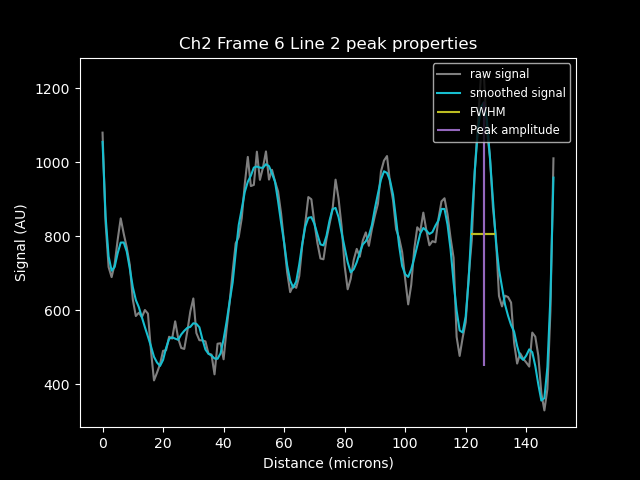 Ch2 Frame 6 Line 2 peak properties
raw signal
smoothed signal
FWHM
Peak amplitude
1200
1000
800
600
400
Signal (AU)
0 20 40 60 80 100 120 140
Distance (microns)